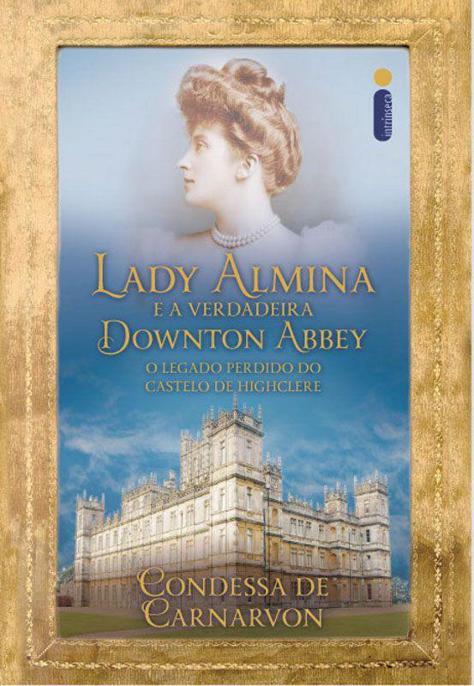 intrínseca
LADY ALMINA
E A VERDADEIRA
DOWNTON ABBEY
O LEGADO PERDIDO DO
CASTELO DE HIGHCLERE
CONDESSA DE
CARNARVON